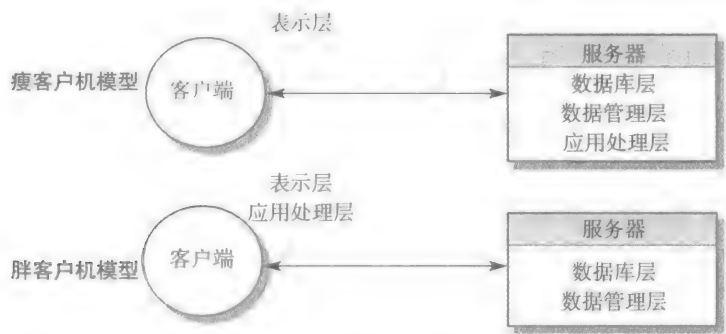 表示层
瘦客户机模型
客户端
服务器
数据库层
数据管理层
应用处理层
表示层
应用处理层
胖客户机模型
客户端
服务器
数据库层
数据管理层